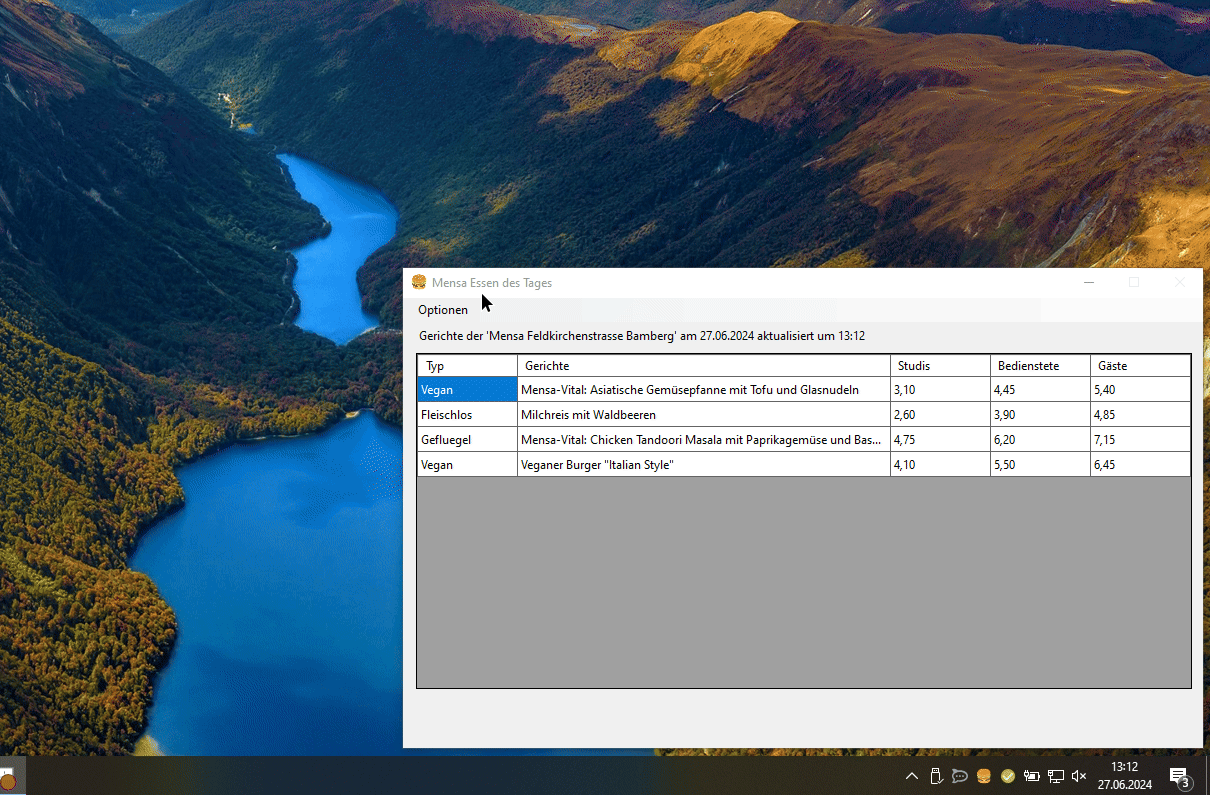 Mensa Essen des Tages
Optionen
Gerichte der 'Mensa Feldkirchenstrasse Bamberg' am 27.06.2024 aktualisiert um 13:12
Typ Gerichte Studis Bedienstete Gäste
Vegan Mensa-Vital: Asiatische Gemüsepfanne mit Tofu und Glasnudeln 3,10 4,45 5,40
Fleischlos Milchreis mit Waldbeeren 2,60 3,90 4,85
Gefluegel Mensa-Vital: Chicken Tandoori Masala mit Paprikagemüse und Bas... 4,75 6,20 7,15
Vegan Veganer Burger "Italian Style" 4,10 5,50 6,45
13:12
27.06.2024
3